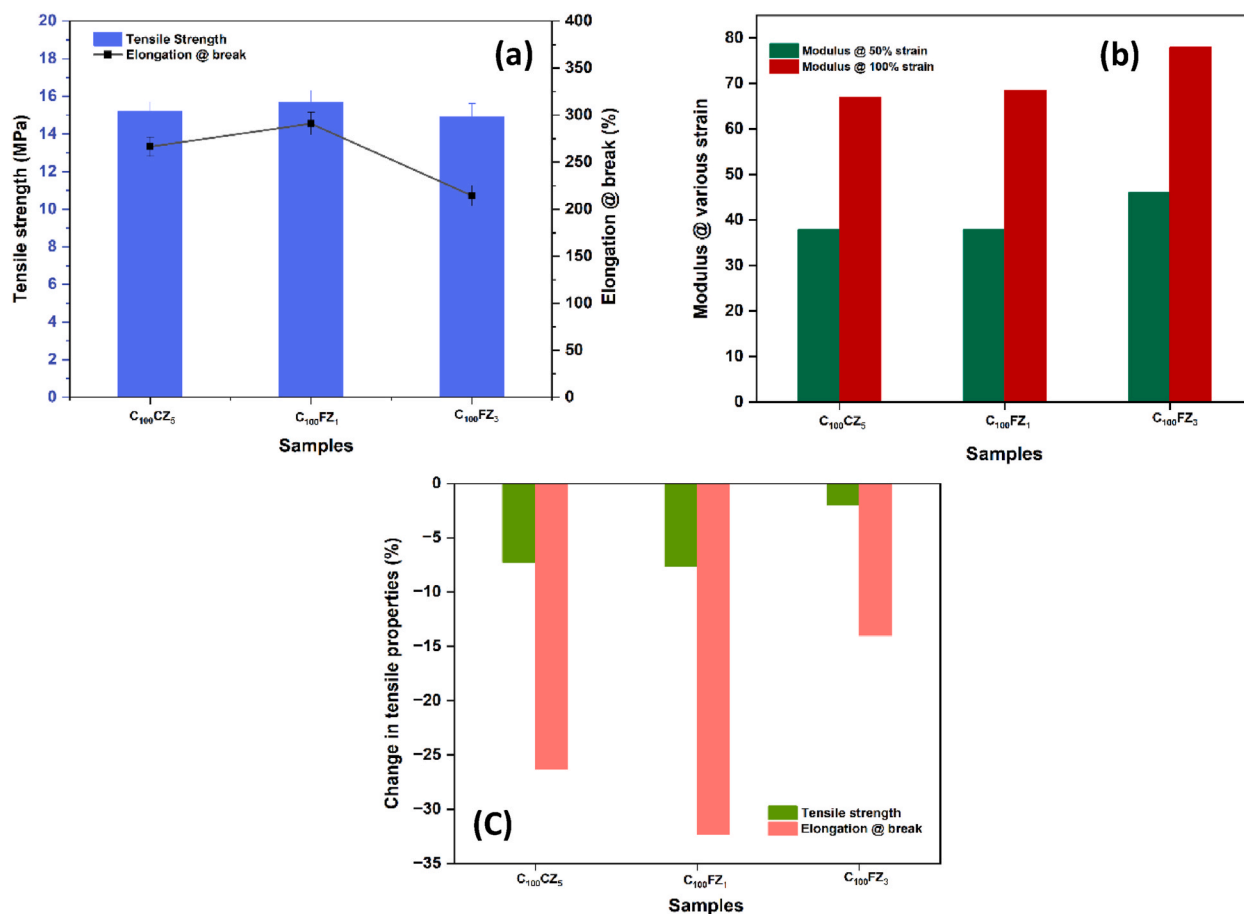 (a)
Tensile Strength
Elongation @ break
Tensile strength (MPa)
20
18
16
14
12
10
8
6
4
2
0
Elongation @ break (%)
400
350
300
250
200
150
100
50
0
C₁₀₀CZ₅ C₁₀₀FZ₁ C₁₀₀FZ₃
Samples
(b)
Modulus @ 50% strain
Modulus @ 100% strain
Modulus @ various strain
80
70
60
50
40
30
20
10
0
C₁₀₀CZ₅ C₁₀₀FZ₁ C₁₀₀FZ₃
Samples
Change in tensile properties (%)
0
−5
−10
−15
−20
−25
−30
−35
(C)
Tensile strength
Elongation @ break
C₁₀₀CZ₅ C₁₀₀FZ₁ C₁₀₀FZ₃
Samples